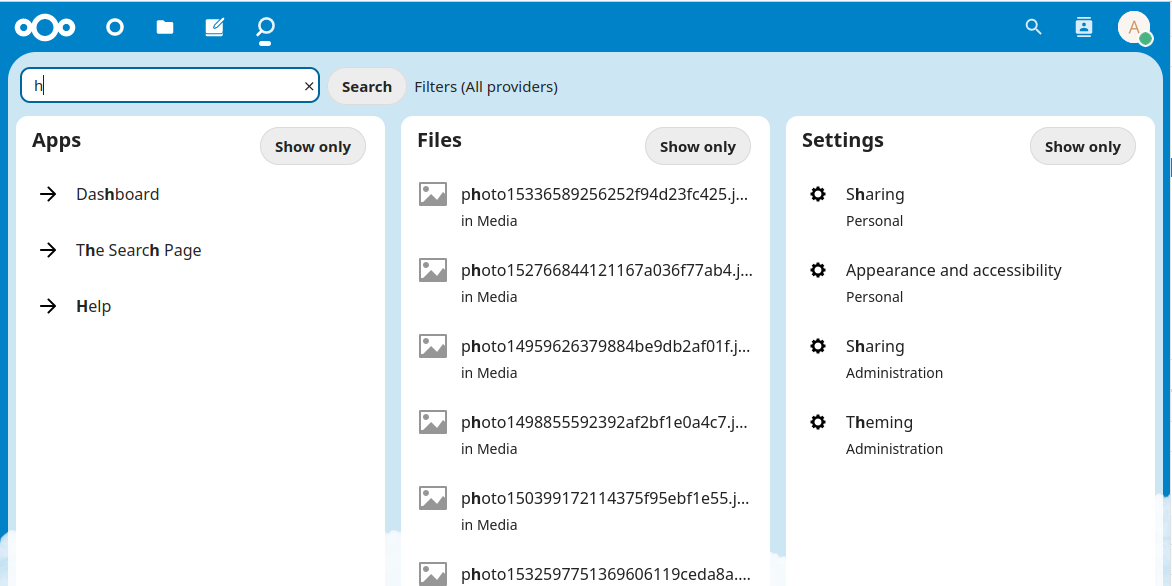 A
h
Search
Filters (All providers)
Apps
Show only
Dashboard
The Search Page
Help
Files
Show only
photo15336589256252f94d23fc425.j...
in Media
photo152766844121167a036f77ab4.j...
in Media
photo14959626379884be9db2af01f.j...
in Media
photo1498855592392af2bf1e0a4c7.j...
in Media
photo150399172114375f95ebf1e55.j...
in Media
photo1532597751369606119ceda8a....
Settings
Show only
Sharing
Personal
Appearance and accessibility
Personal
Sharing
Administration
Theming
Administration